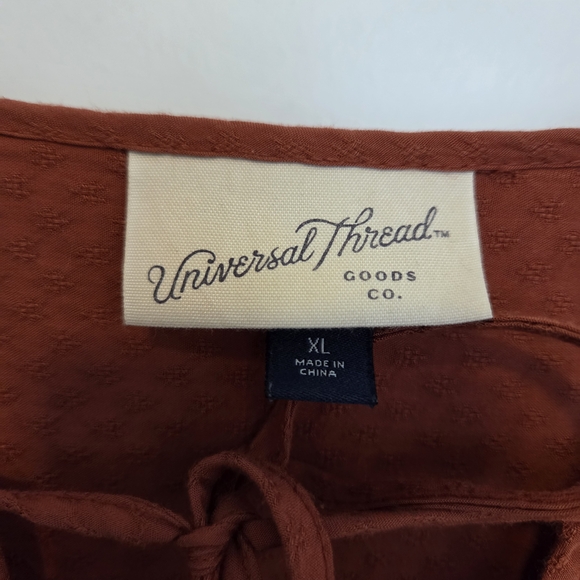 Universal Thread™
GOODS
CO.
XL
MADE IN
CHINA